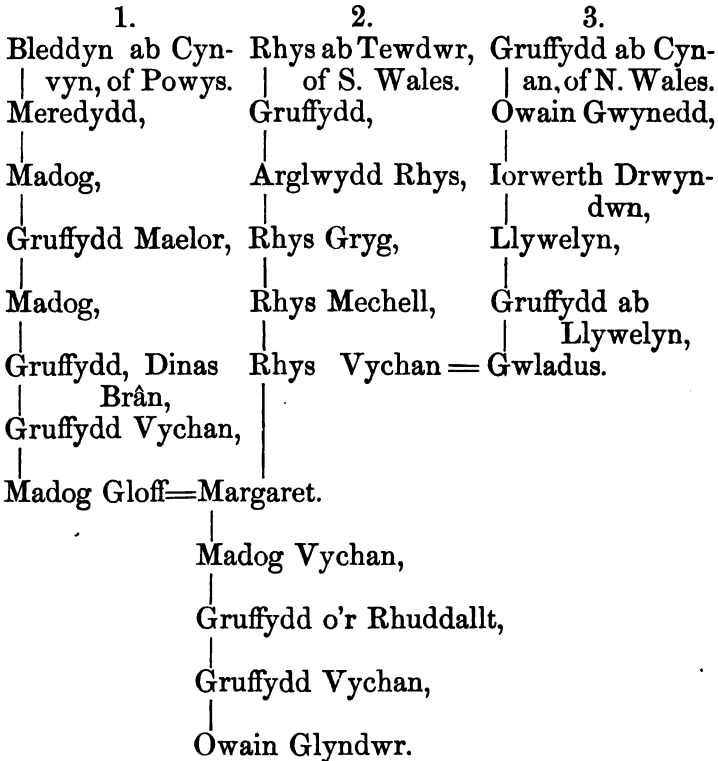 1. 2. 3.
Bleddyn ab Cyn- Rhys ab Tewdwr, Gruffydd ab Cyn-
vyn, of Powys. of S. Wales. an, of N. Wales.
Meredydd, Gruffydd, Owain Gwynedd,
Madog, Arglwydd Rhys, Iorwerth Drwyn-
dwn,
Gruffydd Maelor, Rhys Gryg, Llywelyn,
Madog, Rhys Mechell, Gruffydd ab
Llywelyn,
Gruffydd, Dinas Rhys Vychan = Gwladus.
Brân,
Gruffydd Vychan,
Madog Gloff=Margaret.
Madog Vychan,
Gruffydd o'r Rhuddallt,
Gruffydd Vychan,
Owain Glyndwr.